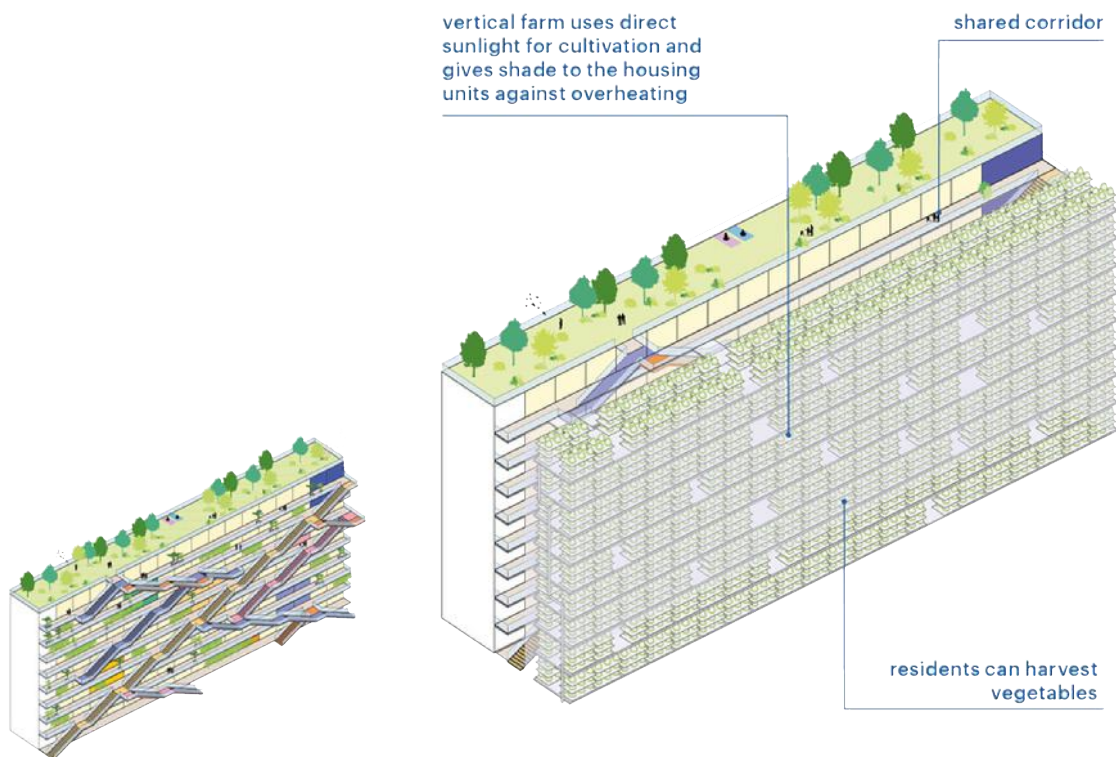 vertical farm uses direct
sunlight for cultivation and
gives shade to the housing
units against overheating
shared corridor
residents can harvest
vegetables